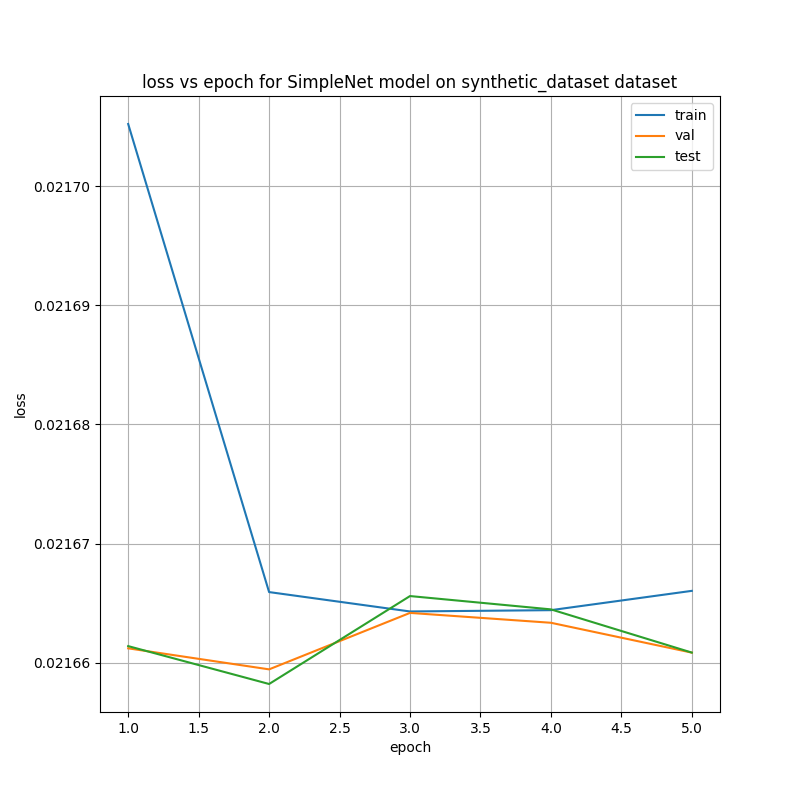 loss vs epoch for SimpleNet model on synthetic_dataset dataset
train
val
test
0.02170
0.02169
0.02168
0.02167
0.02166
loss
1.0 1.5 2.0 2.5 3.0 3.5 4.0 4.5 5.0
epoch